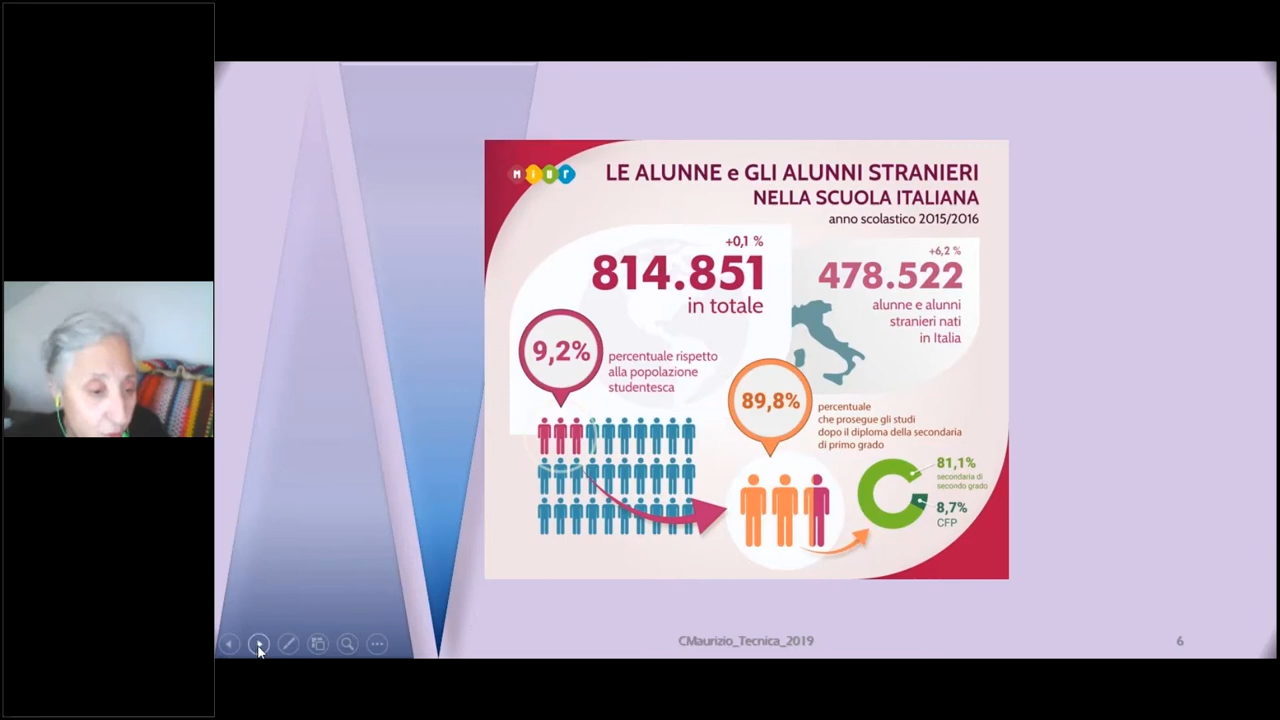 MIUR
LE ALUNNE e GLI ALUNNI STRANIERI
NELLA SCUOLA ITALIANA
anno scolastico 2015/2016
+0,1 %
814.851
in totale
+6,2 %
478.522
alunne e alunni
stranieri nati
in Italia
9,2%
percentuale rispetto
alla popolazione
studentesca
89,8%
percentuale
che prosegue gli studi
dopo il diploma della secondaria
di primo grado
81,1%
secondaria di
secondo grado
8,7%
CFP
CMaurizio_Tecnica_2019
6